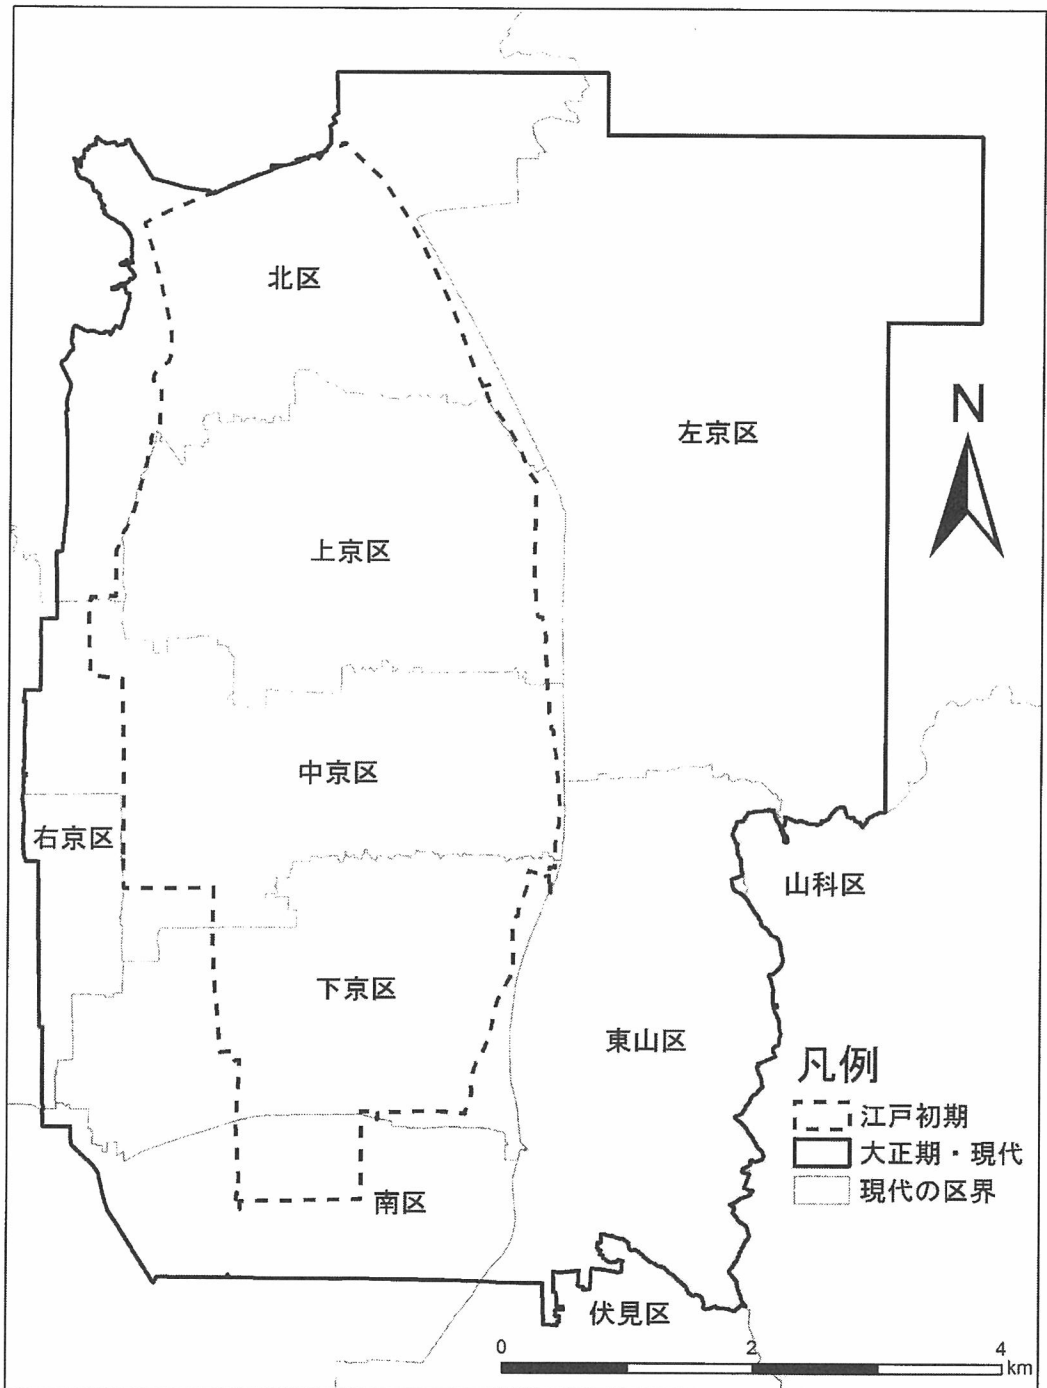 北区
左京区
N
上京区
中京区
右京区
山科区
下京区
東山区
凡例
江戸初期
大正期・現代
現代の区界
南区
伏見区
0 2 4
km